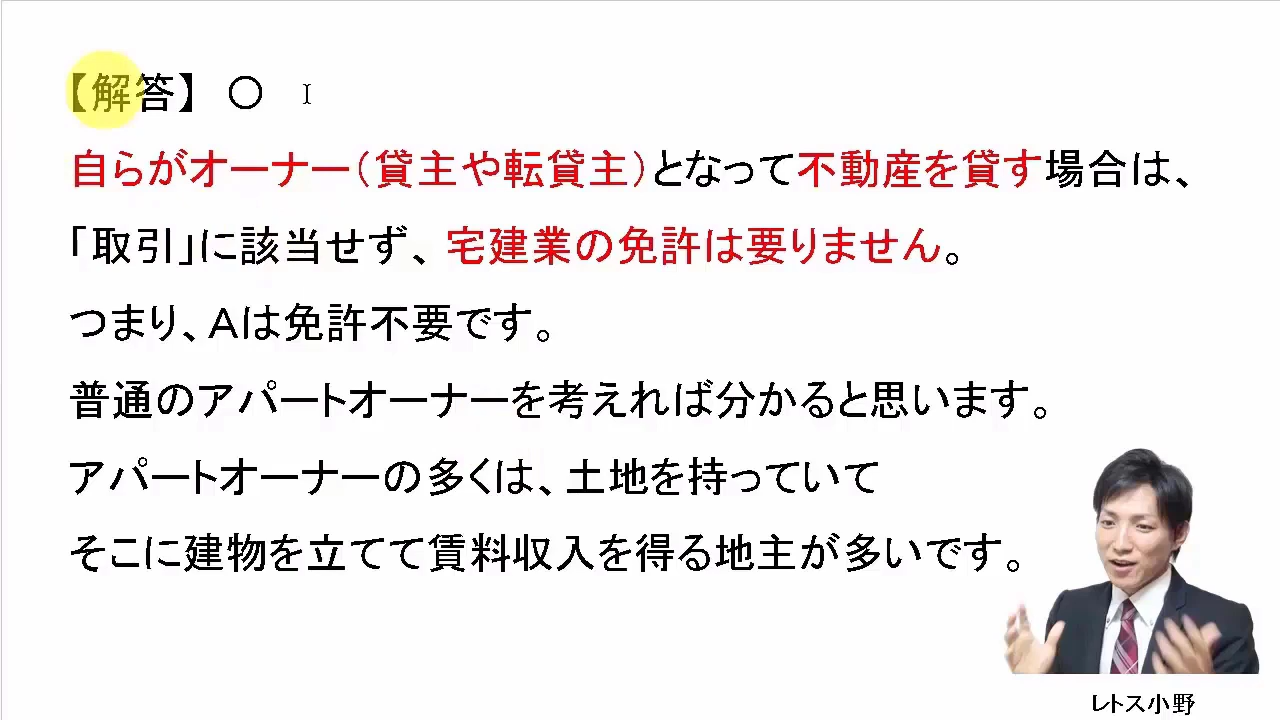 【解答】 ○
自らがオーナー（貸主や転貸主）となって不動産を貸す場合は、
「取引」に該当せず、宅建業の免許は要りません。
つまり、Aは免許不要です。
普通のアパートオーナーを考えれば分かると思います。
アパートオーナーの多くは、土地を持っていて
そこに建物を立てて賃料収入を得る地主が多いです。
レトス小野